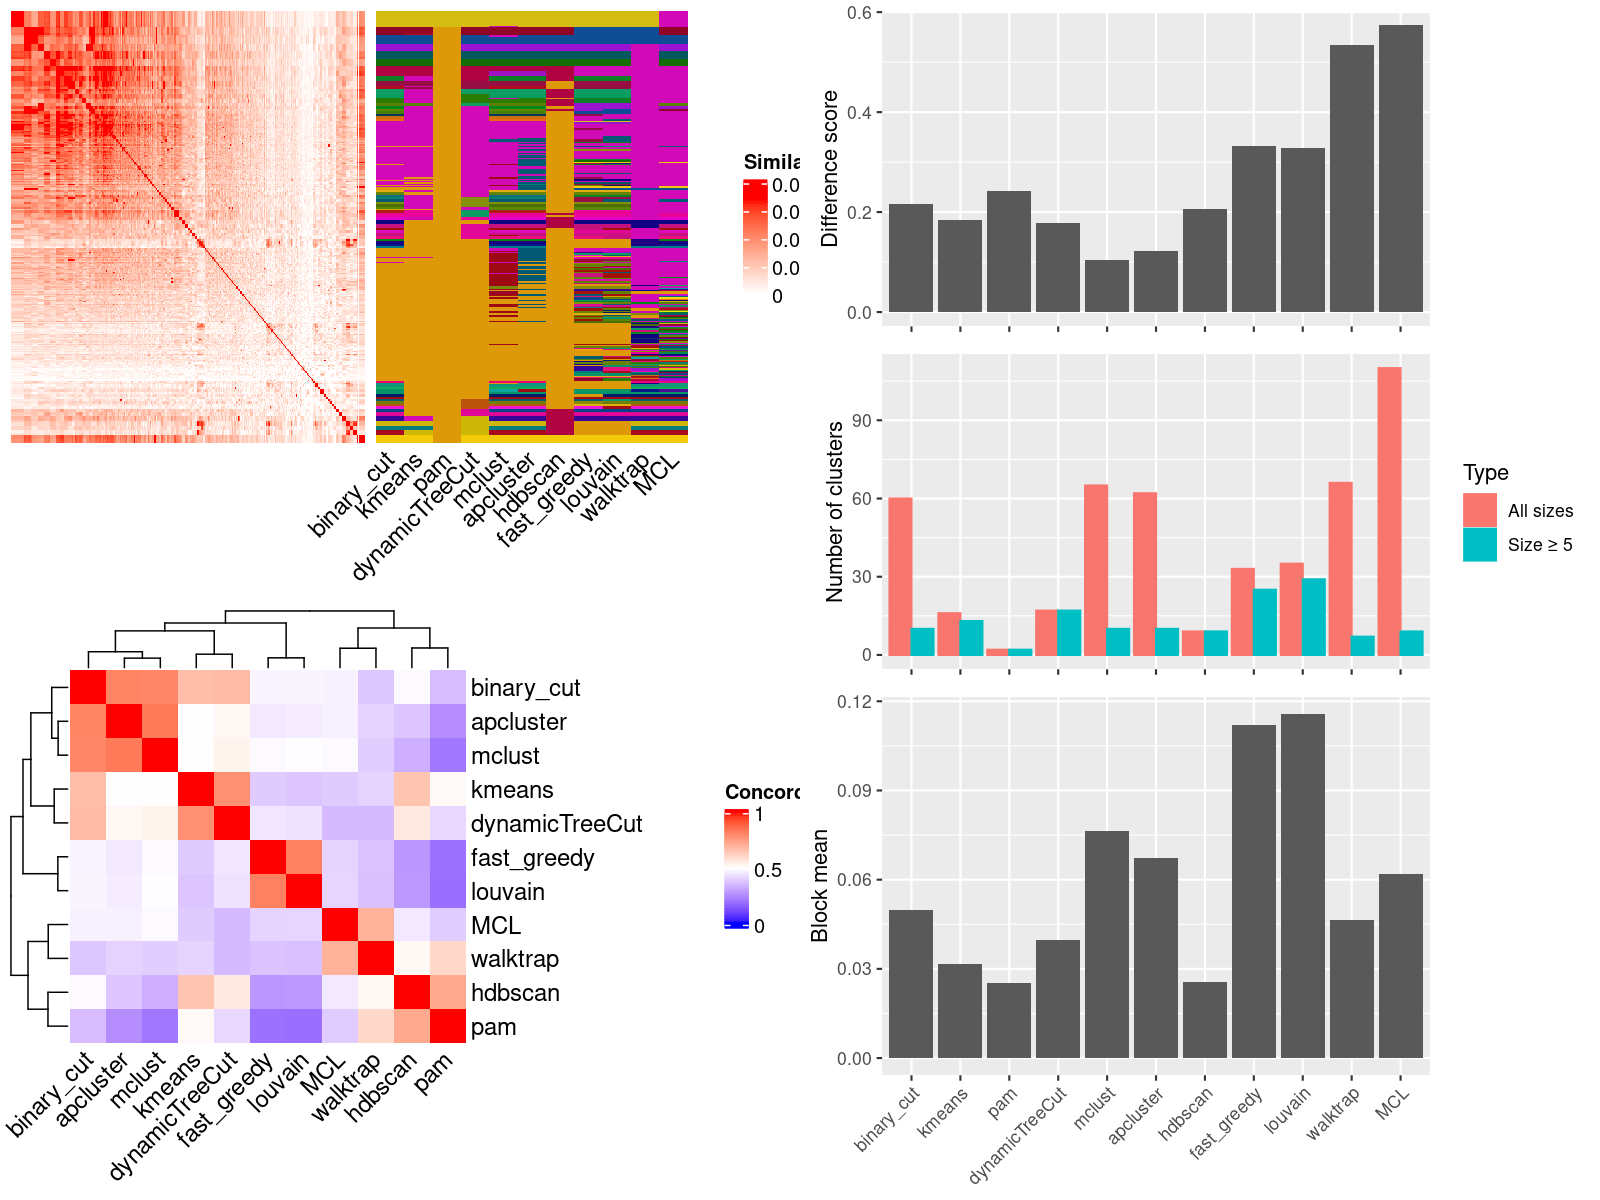 Simila
0.0
0.0
0.0
0.0
0
binary_cut
kmeans
pam
dynamicTreeCut
mclust
apcluster
hdbscan
fast_greedy
louvain
walktrap
MCL
binary_cut
apcluster
mclust
kmeans
dynamicTreeCut
fast_greedy
louvain
MCL
walktrap
hdbscan
pam
binary_cut
apcluster
mclust
kmeans
dynamicTreeCut
fast_greedy
louvain
MCL
walktrap
hdbscan
pam
Concord
1
0.5
0
Difference score
0.6
0.4
0.2
0.0
Number of clusters
90
60
30
0
Type
All sizes
Size ≥ 5
Block mean
0.12
0.09
0.06
0.03
0.00
binary_cut
kmeans
pam
dynamicTreeCut
mclust
apcluster
hdbscan
fast_greedy
louvain
walktrap
MCL